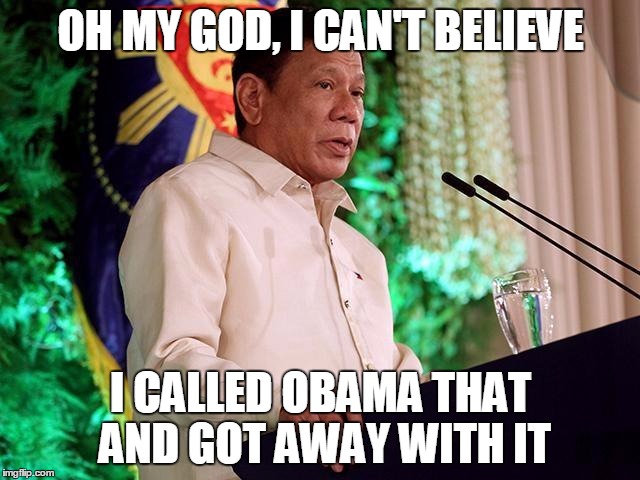 OH MY GOD, I CAN'T BELIEVE
I CALLED OBAMA THAT
AND GOT AWAY WITH IT
imgflip.com